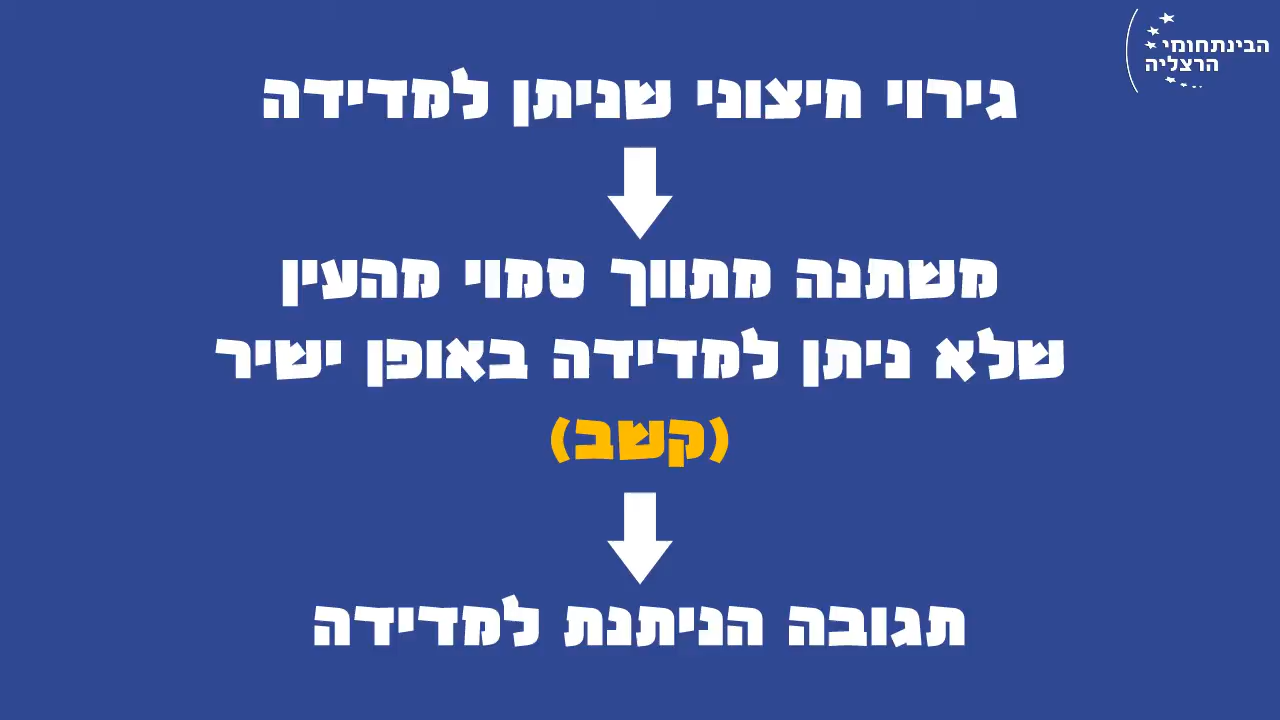 הבינתחומי
הרצליה
גירוי חיצוני שניתן למדידה
משתנה מתווך סמוי מהעין
שלא ניתן למדידה באופן ישיר
(קשב)
תגובה הניתנת למדידה